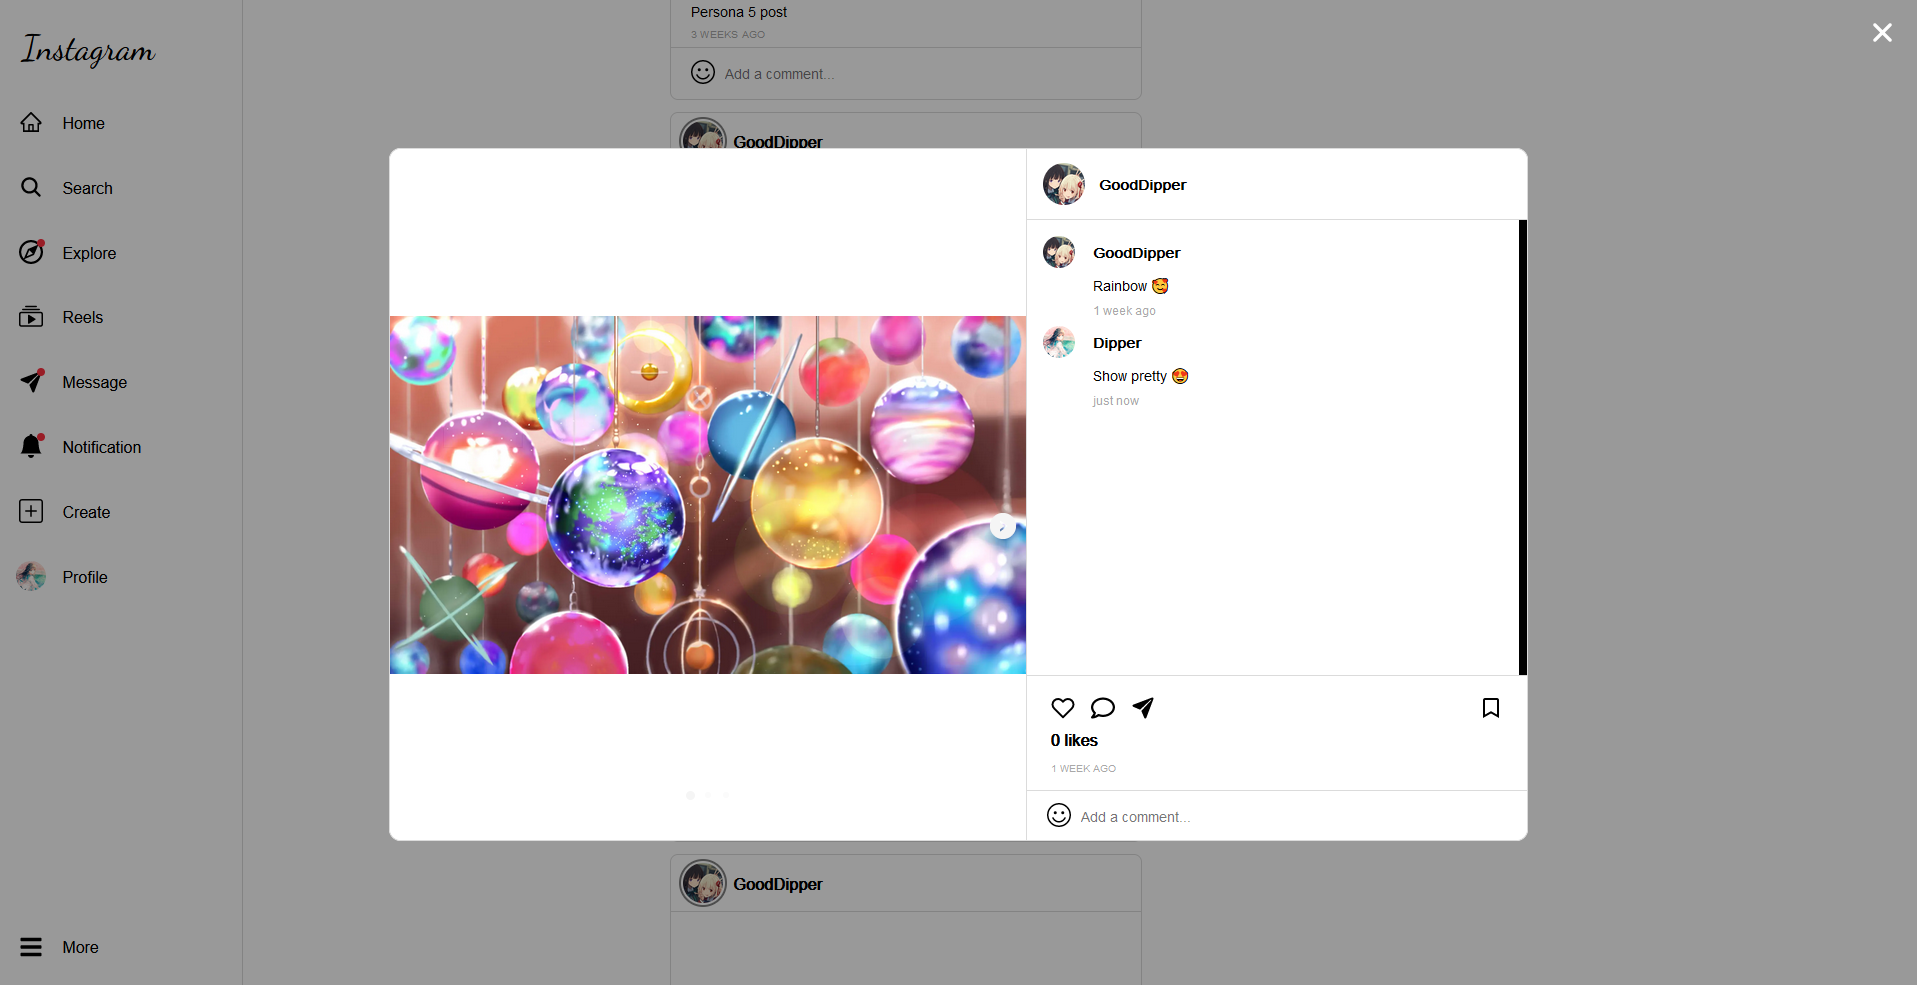 Instagram
Home
Search
Explore
Reels
Message
Notification
Create
Profile
More
Persona 5 post
3 WEEKS AGO
Add a comment...
GoodDipper
GoodDipper
GoodDipper
Rainbow 🥰
1 week ago
Dipper
Show pretty 😍
just now
0 likes
1 WEEK AGO
Add a comment...
GoodDipper